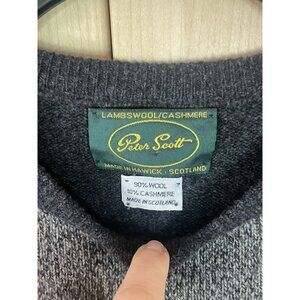 LAMBSWOOL/CASHMERE
Peter Scott
MADE IN HAWICK • SCOTLAND
90% WOOL
10% CASHMERE
MADE IN SCOTLAND